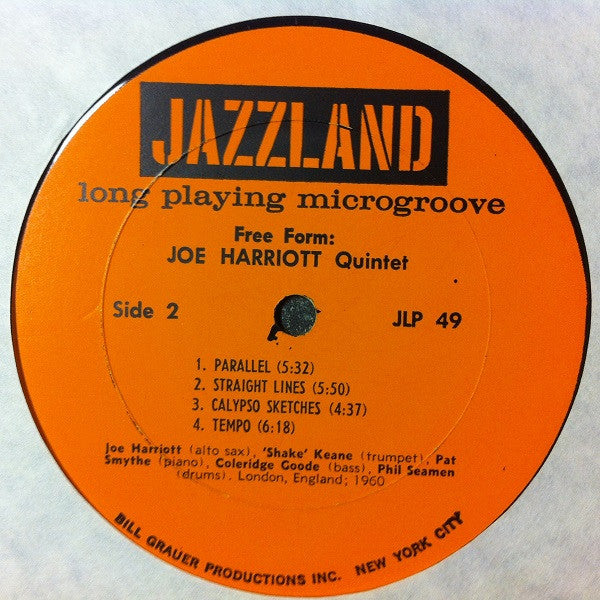 JAZZLAND
long playing microgroove
Free Form:
JOE HARRIOTT Quintet
Side 2
JLP 49
1. PARALLEL (5:32)
2. STRAIGHT LINES (5:50)
3. CALYPSO SKETCHES (4:37)
4. TEMPO (6:18)
Joe Harriott (alto sax), 'Shake' Keane (trumpet), Pat
Smythe (piano), Coleridge Goode (bass), Phil Seamen
(drums). London, England; 1960
BILL GRAUER PRODUCTIONS INC. NEW YORK CITY